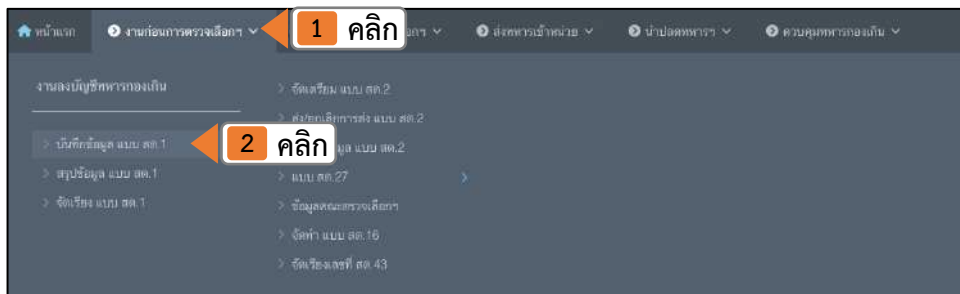 หน้าแรก งานก่อนการตรวจเลือกฯ 1 คลิก ส่งทหารเข้าหน่วย นำปลดทหารฯ ควบคุมทหารกองเกิน
งานลงบัญชีทหารกองเกิน
> จัดเตรียม แบบ สด.2
> ส่ง/ยกเลิกการส่ง แบบ สด.2
> บันทึกข้อมูล แบบ สด.1 2 คลิก มูล แบบ สด.2
> สรุปข้อมูล แบบ สด.1 > แบบ สด.27 >
> จัดเรียง แบบ สด.1 > ข้อมูลคณะตรวจเลือกฯ
> จัดทำ แบบ สด.16
> จัดเรียงเลขที่ สด.43